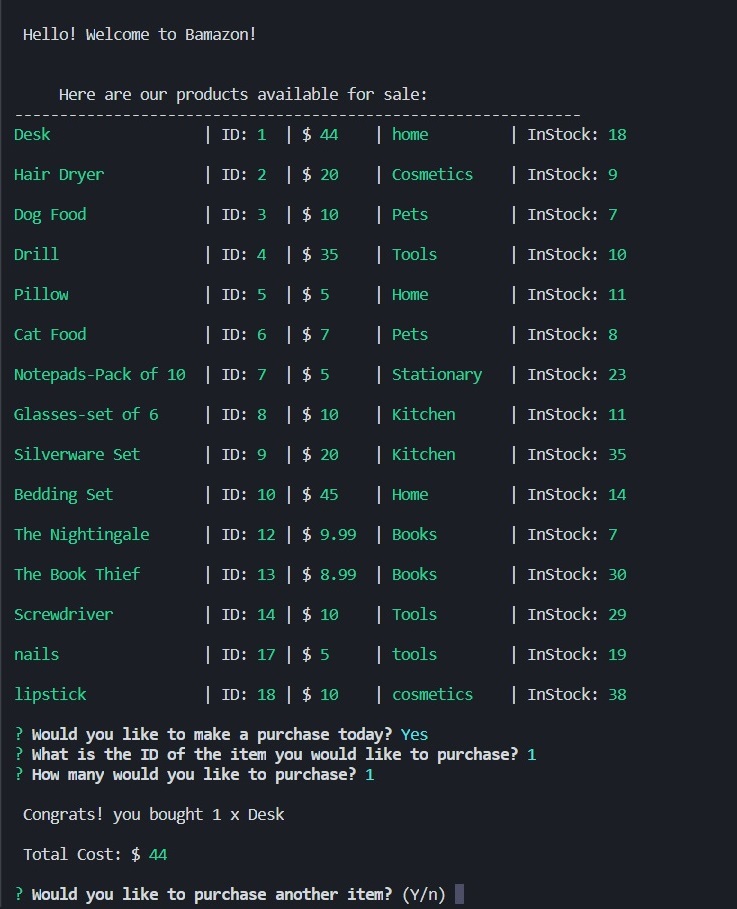 Hello! Welcome to Bamazon!
Here are our products available for sale:
---------------------------------------------------------------
Desk | ID: 1 | $ 44 | home | InStock: 18
Hair Dryer | ID: 2 | $ 20 | Cosmetics | InStock: 9
Dog Food | ID: 3 | $ 10 | Pets | InStock: 7
Drill | ID: 4 | $ 35 | Tools | InStock: 10
Pillow | ID: 5 | $ 5 | Home | InStock: 11
Cat Food | ID: 6 | $ 7 | Pets | InStock: 8
Notepads-Pack of 10 | ID: 7 | $ 5 | Stationary | InStock: 23
Glasses-set of 6 | ID: 8 | $ 10 | Kitchen | InStock: 11
Silverware Set | ID: 9 | $ 20 | Kitchen | InStock: 35
Bedding Set | ID: 10 | $ 45 | Home | InStock: 14
The Nightingale | ID: 12 | $ 9.99 | Books | InStock: 7
The Book Thief | ID: 13 | $ 8.99 | Books | InStock: 30
Screwdriver | ID: 14 | $ 10 | Tools | InStock: 29
nails | ID: 17 | $ 5 | tools | InStock: 19
lipstick | ID: 18 | $ 10 | cosmetics | InStock: 38
? Would you like to make a purchase today? Yes
? What is the ID of the item you would like to purchase? 1
? How many would you like to purchase? 1
Congrats! you bought 1 x Desk
Total Cost: $ 44
? Would you like to purchase another item? (Y/n)